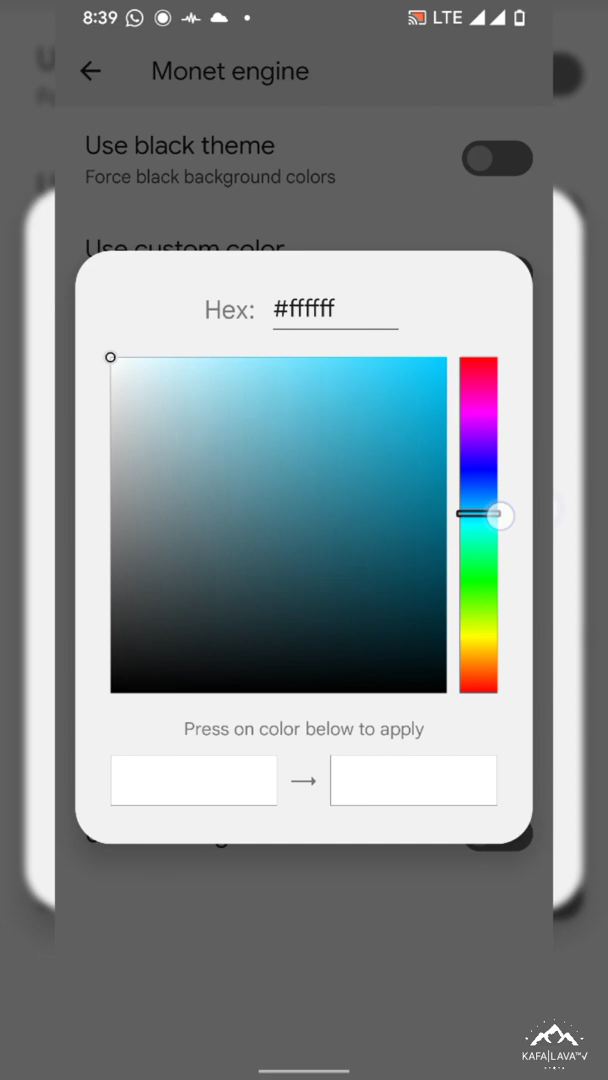 8:39 LTE
Monet engine
Use black theme
Force black background colors
Use custom color
Hex: #ffffff
Press on color below to apply
KAFA|LAVA™V